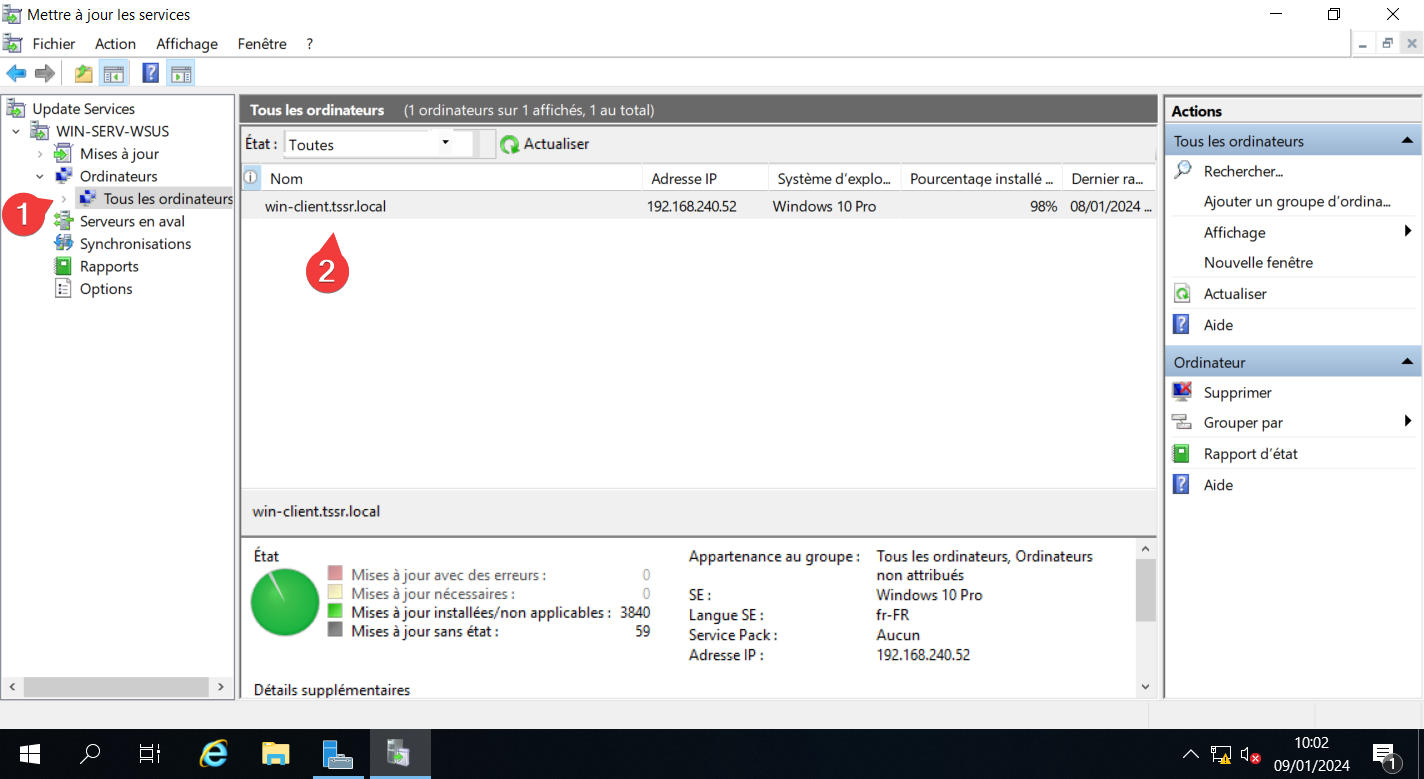 Mettre à jour les services
Fichier Action Affichage Fenêtre ?
Update Services
WIN-SERV-WSUS
Mises à jour
Ordinateurs
1
Tous les ordinateurs
Serveurs en aval
Synchronisations
Rapports
Options
Tous les ordinateurs (1 ordinateurs sur 1 affichés, 1 au total)
État : Toutes Actualiser
Nom Adresse IP Système d'explo... Pourcentage installé ... Dernier ra...
win-client.tssr.local 192.168.240.52 Windows 10 Pro 98% 08/01/2024 ...
2
win-client.tssr.local
État
Mises à jour avec des erreurs : 0
Mises à jour nécessaires : 0
Mises à jour installées/non applicables : 3840
Mises à jour sans état : 59
Appartenance au groupe : Tous les ordinateurs, Ordinateurs
non attribués
SE : Windows 10 Pro
Langue SE : fr-FR
Service Pack : Aucun
Adresse IP : 192.168.240.52
Détails supplémentaires
Actions
Tous les ordinateurs
Rechercher...
Ajouter un groupe d'ordina...
Affichage
Nouvelle fenêtre
Actualiser
Aide
Ordinateur
Supprimer
Grouper par
Rapport d'état
Aide
10:02
09/01/2024
1